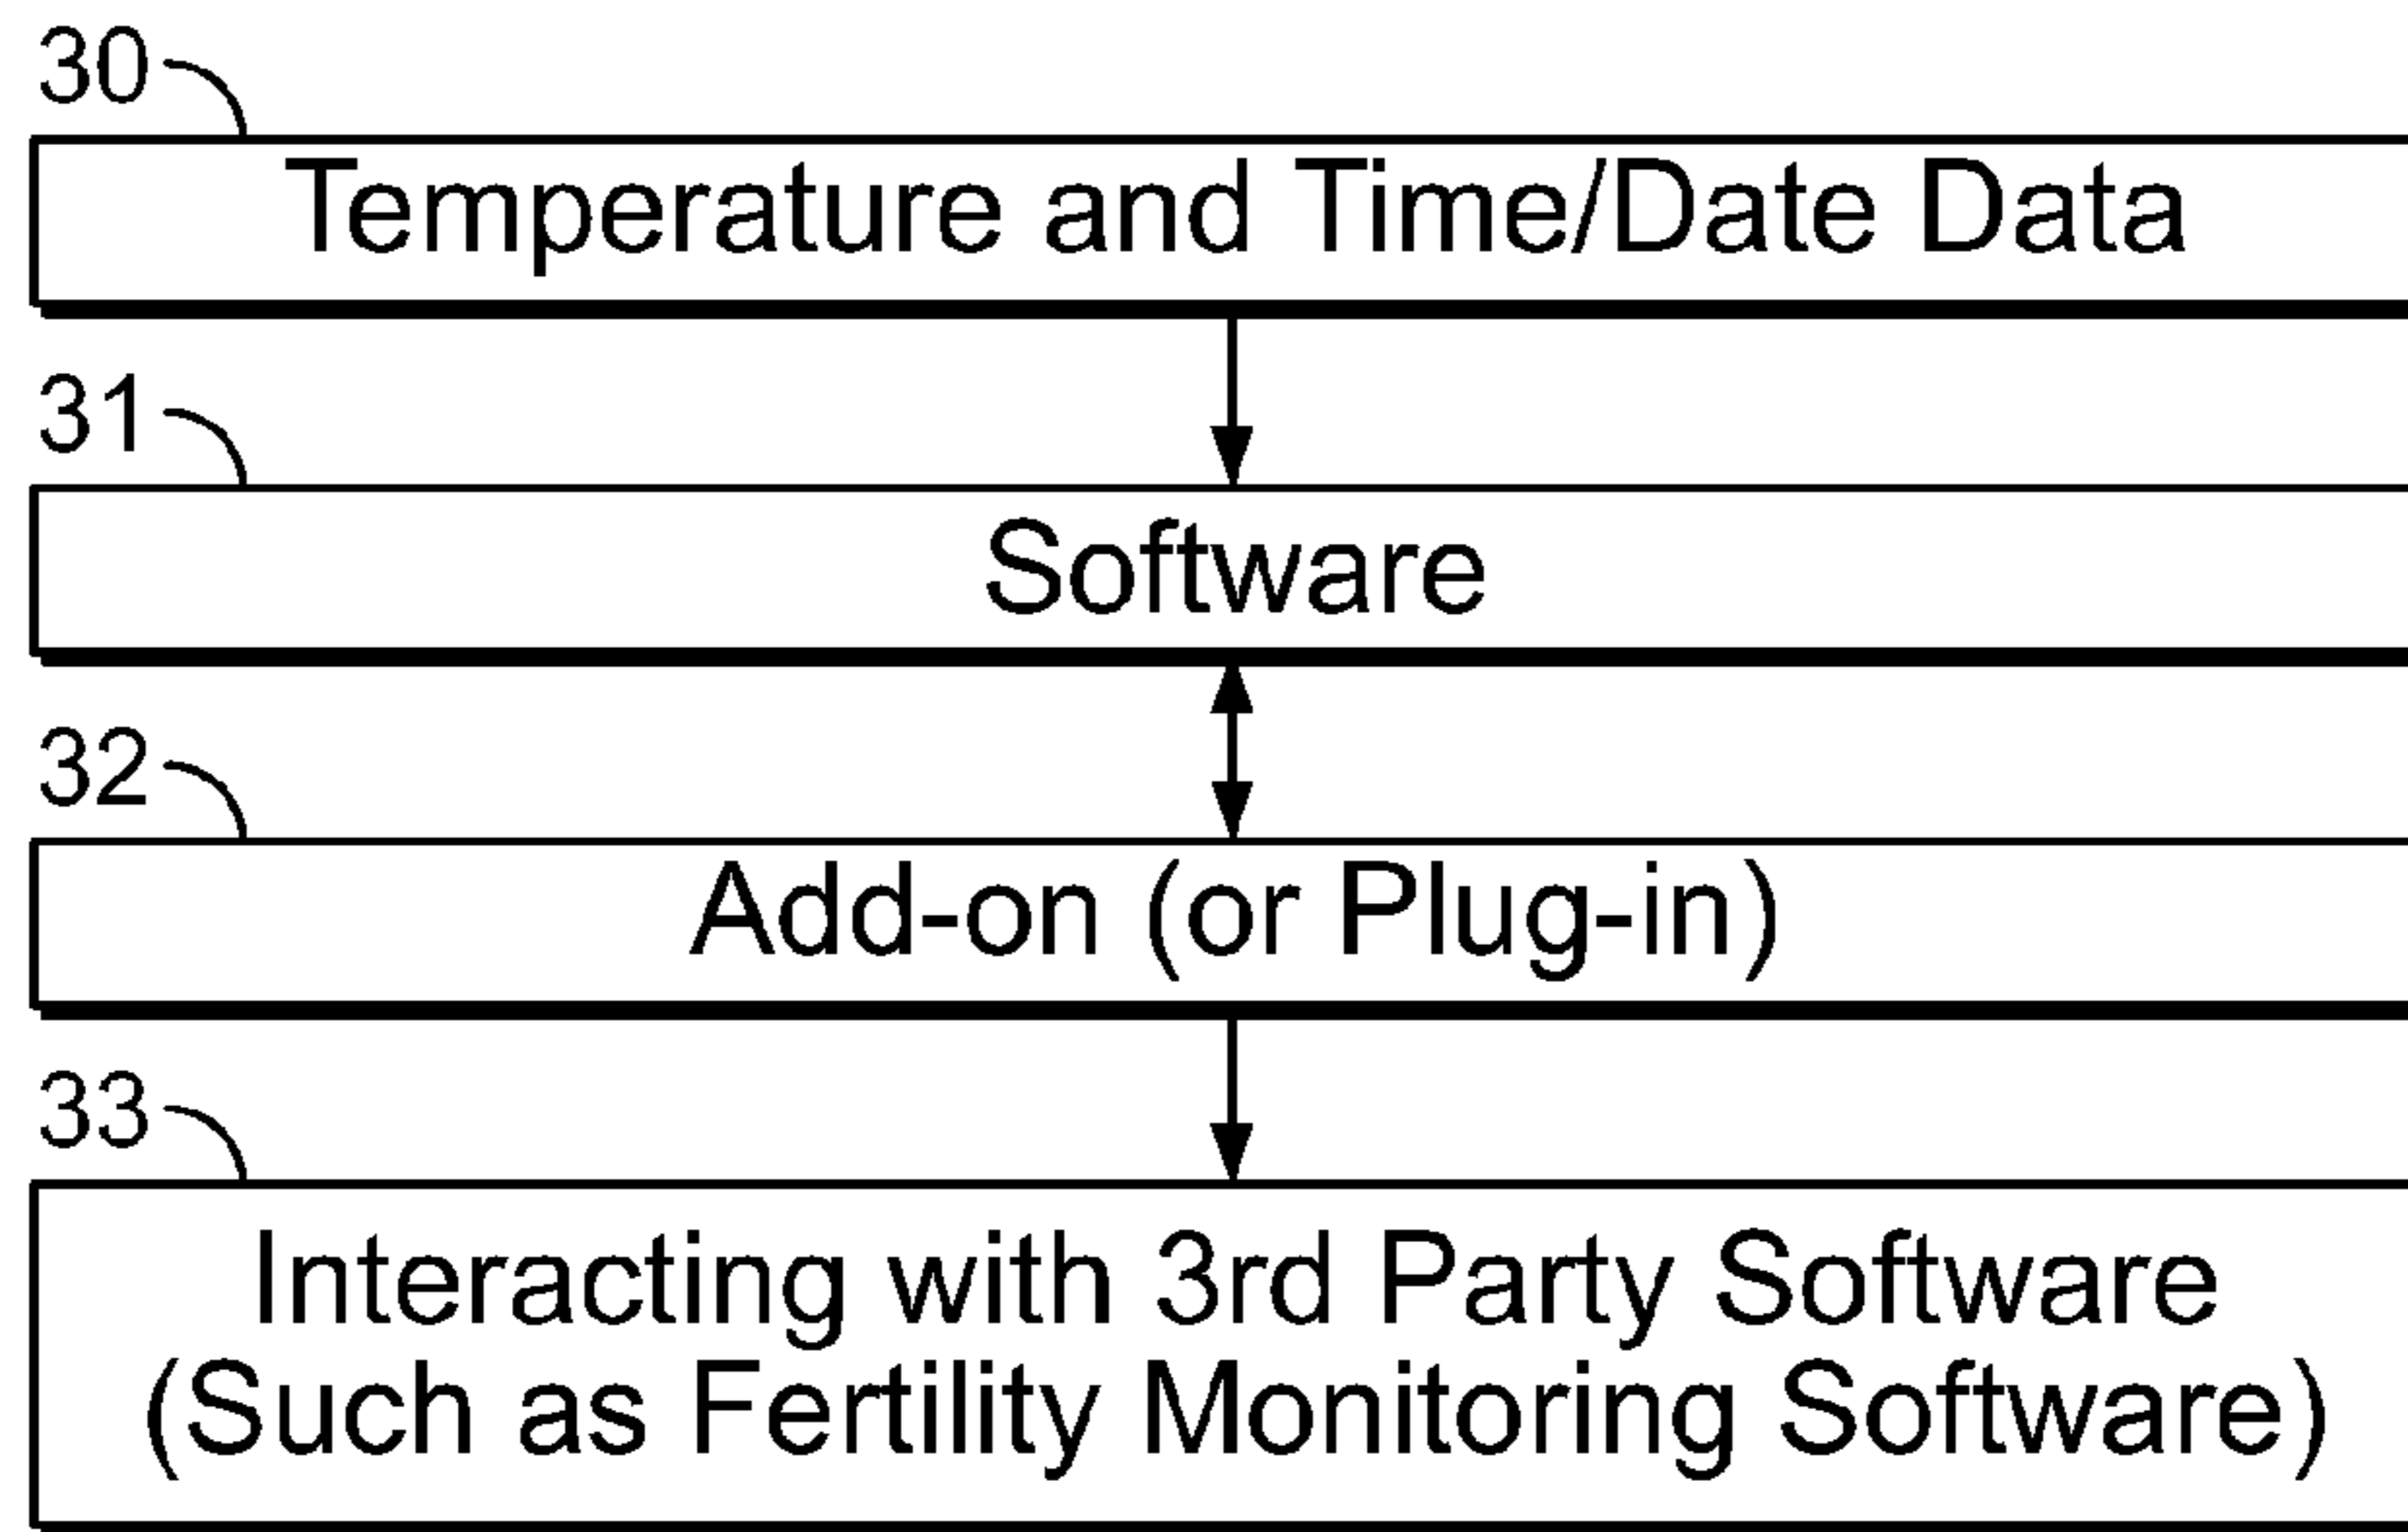 30
Temperature and Time/Date Data
31
Software
32
Add-on (or Plug-in)
33
Interacting with 3rd Party Software
(Such as Fertility Monitoring Software)